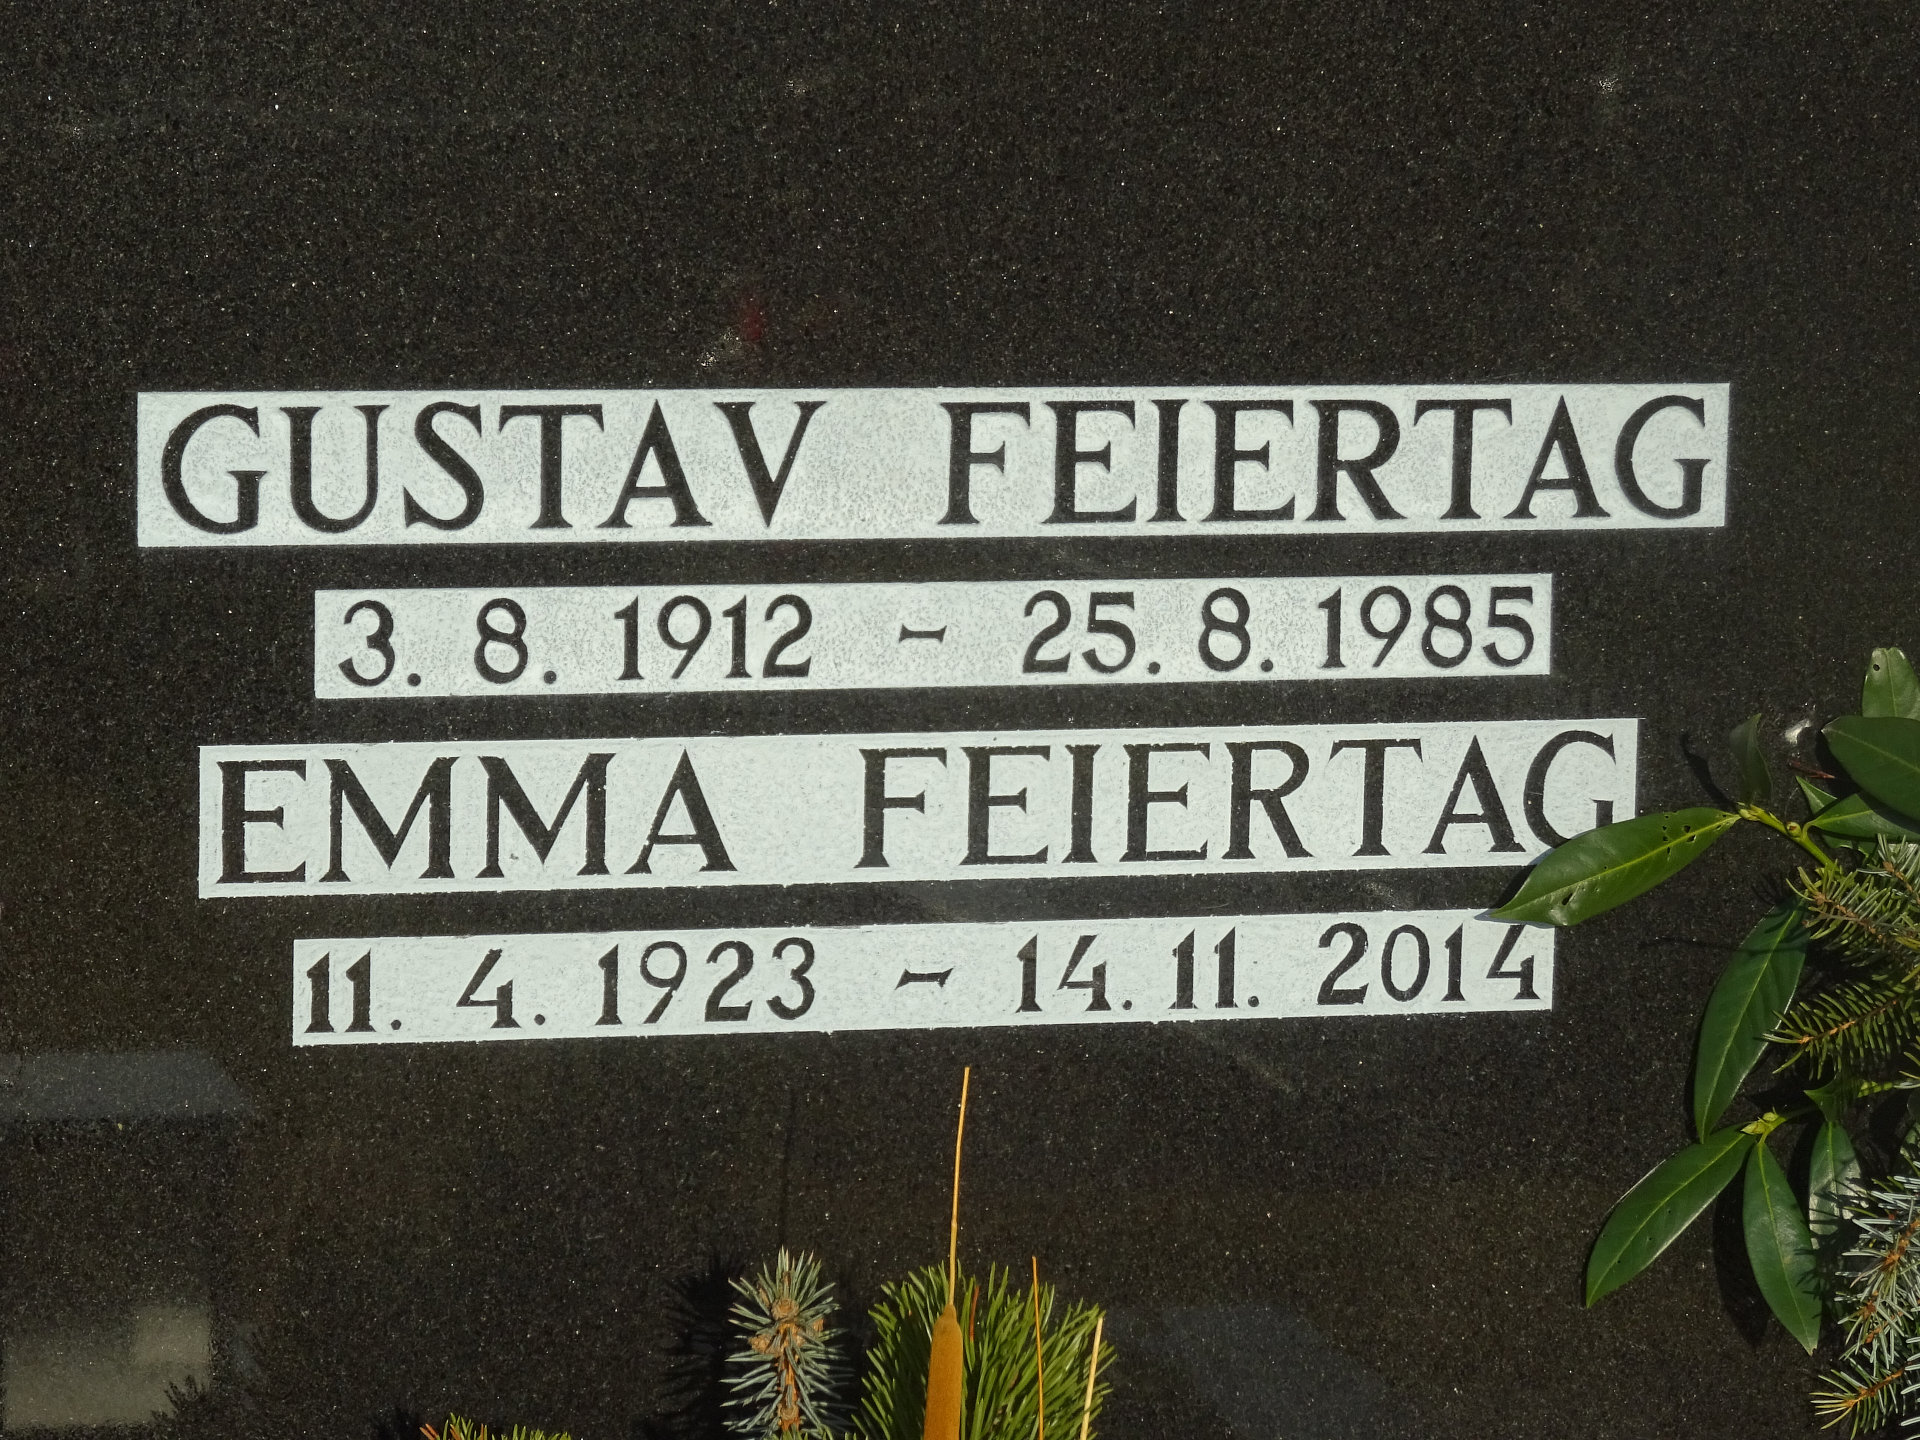 GUSTAV FEIERTAG
3. 8. 1912 - 25. 8. 1985
EMMA FEIERTAG
11. 4. 1923 - 14. 11. 2014